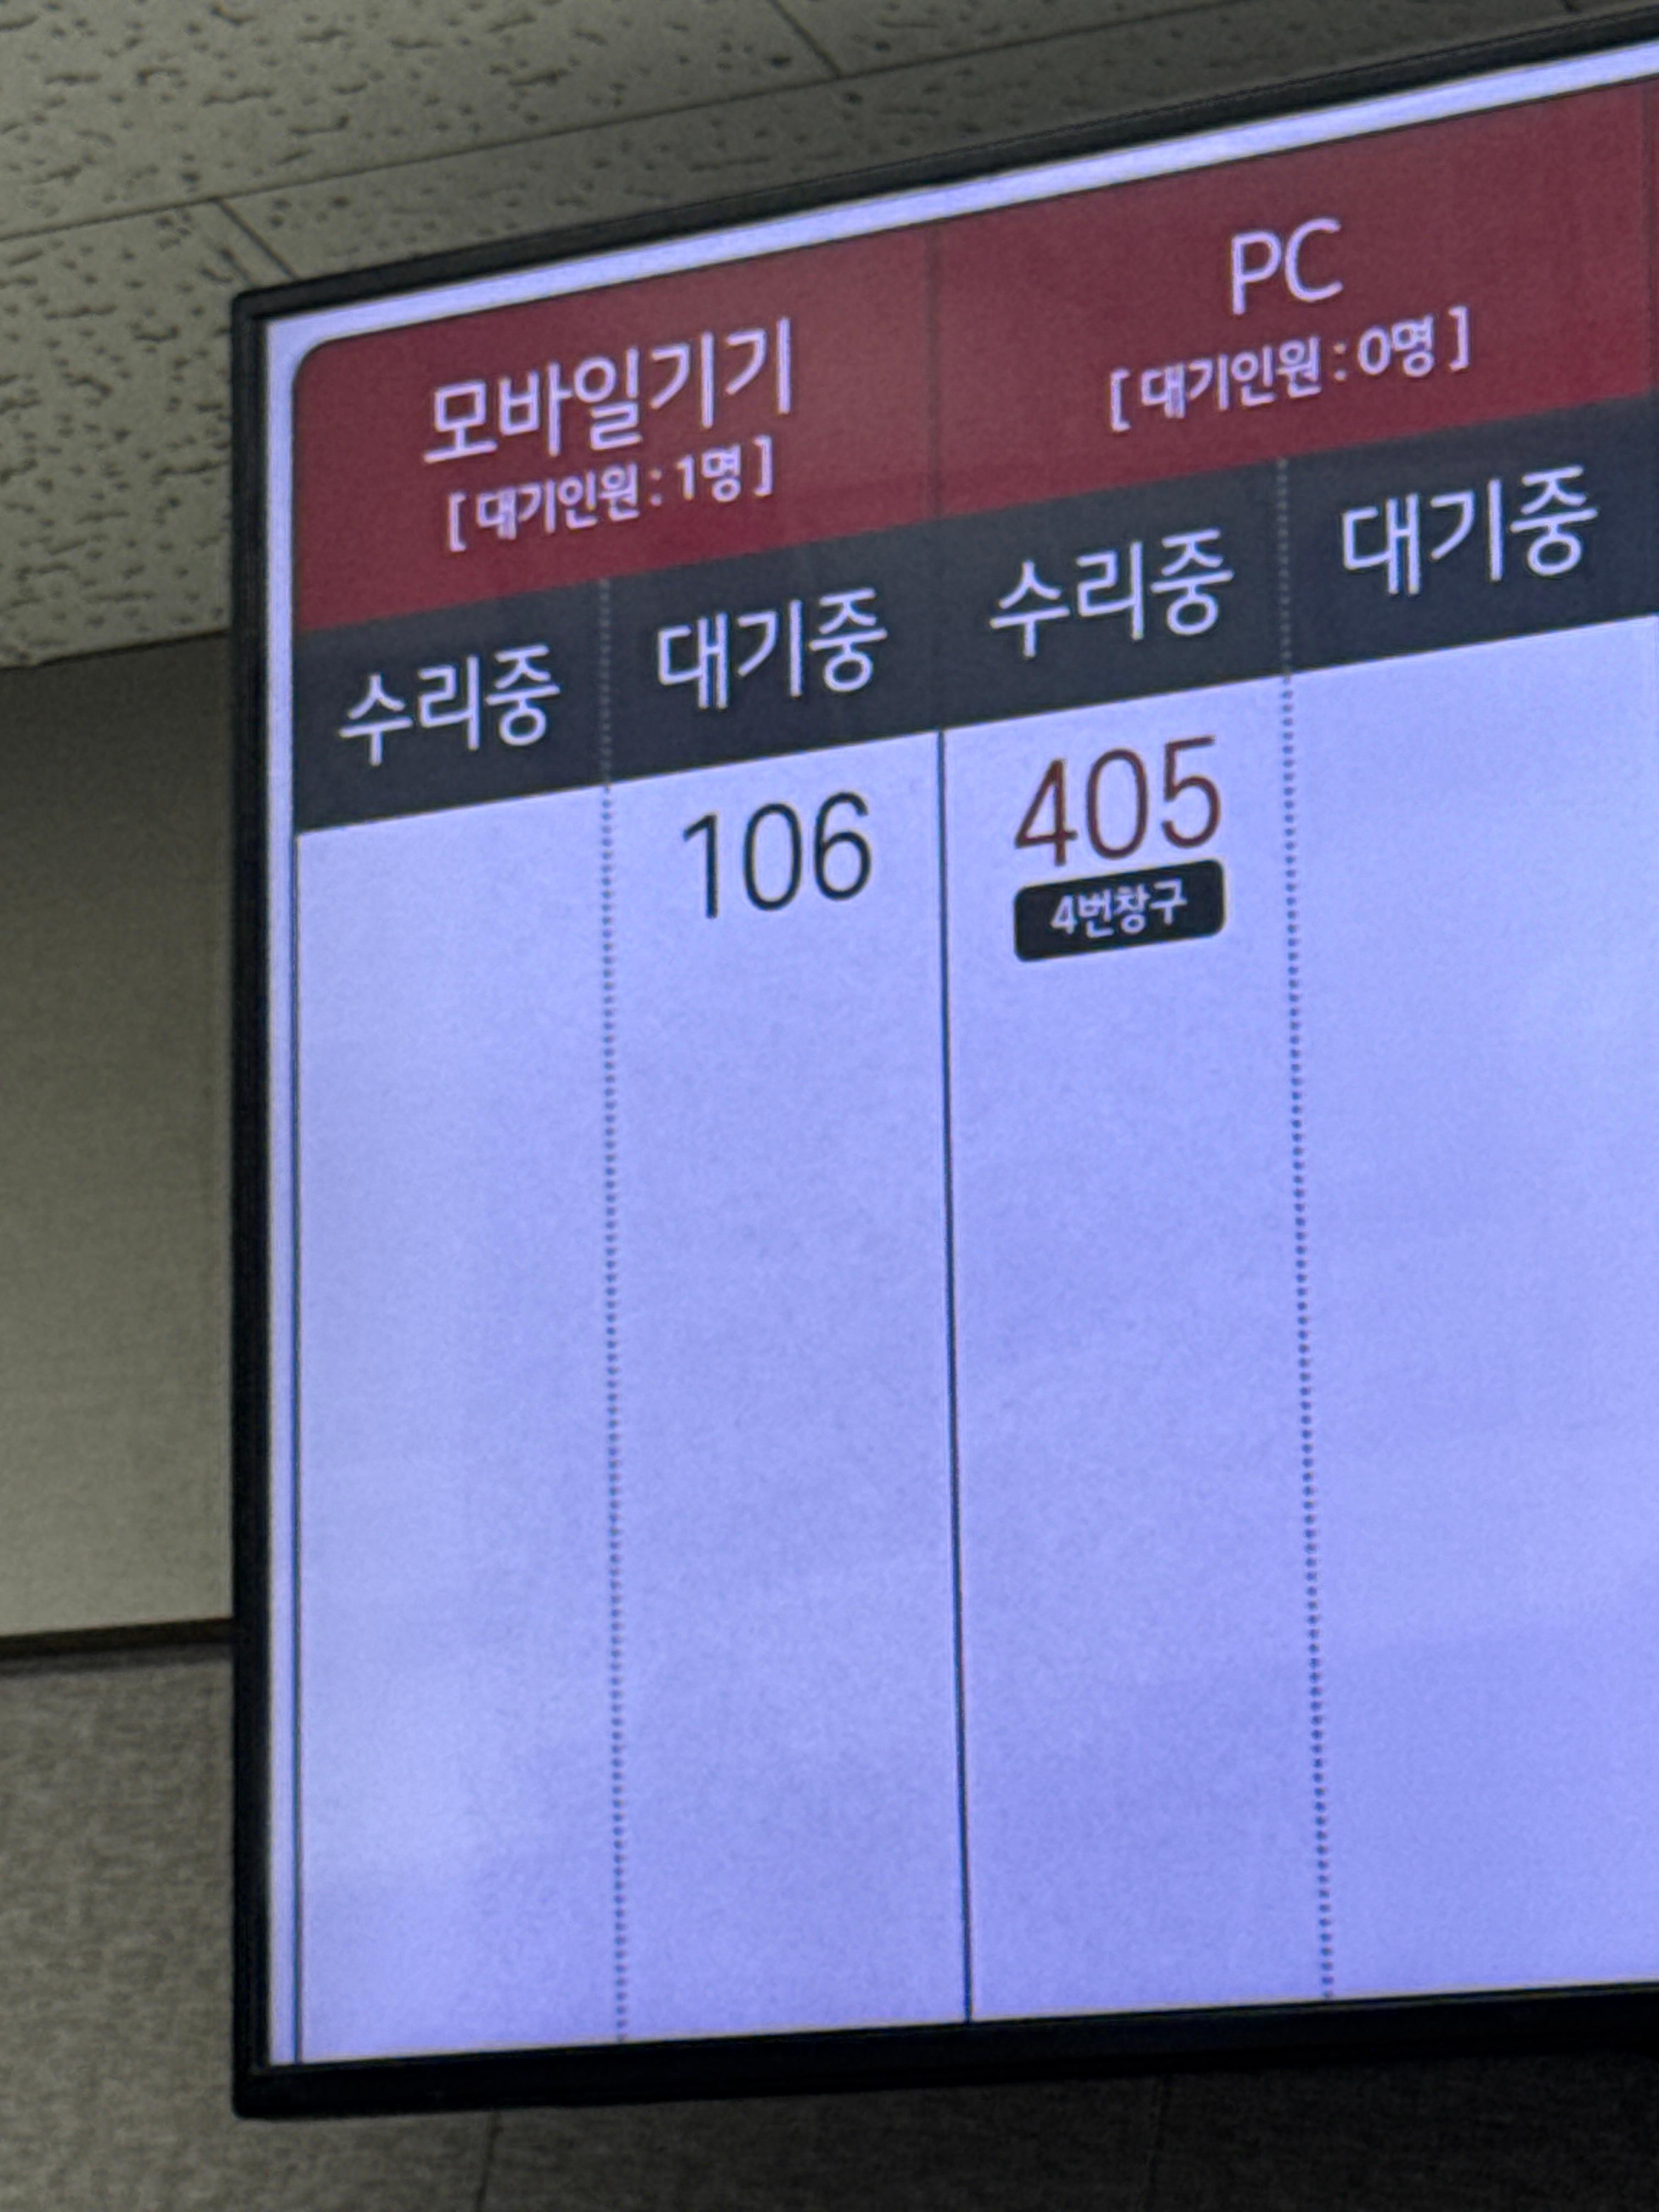 모바일기기
[ 대기인원 : 1명 ]
PC
[ 대기인원 : 0명 ]
수리중
대기중
수리중
대기중
106
405
4번창구